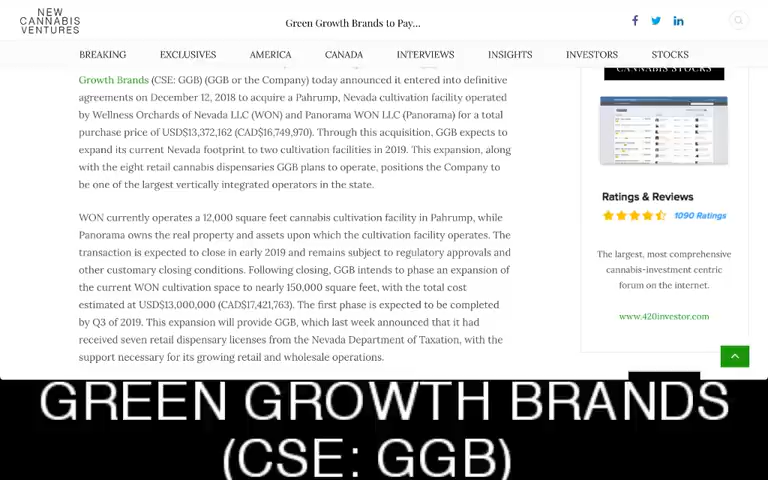 NEW
CANNABIS
VENTURES
Green Growth Brands to Pay...
BREAKING EXCLUSIVES AMERICA CANADA INTERVIEWS INSIGHTS INVESTORS STOCKS
Growth Brands (CSE: GGB) (GGB or the Company) today announced it entered into definitive
agreements on December 12, 2018 to acquire a Pahrump, Nevada cultivation facility operated
by Wellness Orchards of Nevada LLC (WON) and Panorama WON LLC (Panorama) for a total
purchase price of USD$13,372,162 (CAD$16,749,970). Through this acquisition, GGB expects to
expand its current Nevada footprint to two cultivation facilities in 2019. This expansion, along
with the eight retail cannabis dispensaries GGB plans to operate, positions the Company to
be one of the largest vertically integrated operators in the state.
WON currently operates a 12,000 square feet cannabis cultivation facility in Pahrump, while
Panorama owns the real property and assets upon which the cultivation facility operates. The
transaction is expected to close in early 2019 and remains subject to regulatory approvals and
other customary closing conditions. Following closing, GGB intends to phase an expansion of
the current WON cultivation space to nearly 150,000 square feet, with the total cost
estimated at USD$13,000,000 (CAD$17,421,763). The first phase is expected to be completed
by Q3 of 2019. This expansion will provide GGB, which last week announced that it had
received seven retail dispensary licenses from the Nevada Department of Taxation, with the
support necessary for its growing retail and wholesale operations.
CANNABIS STOCKS
Ratings & Reviews
1090 Ratings
The largest, most comprehensive
cannabis-investment centric
forum on the internet.
www.420investor.com
GREEN GROWTH BRANDS
(CSE: GGB)